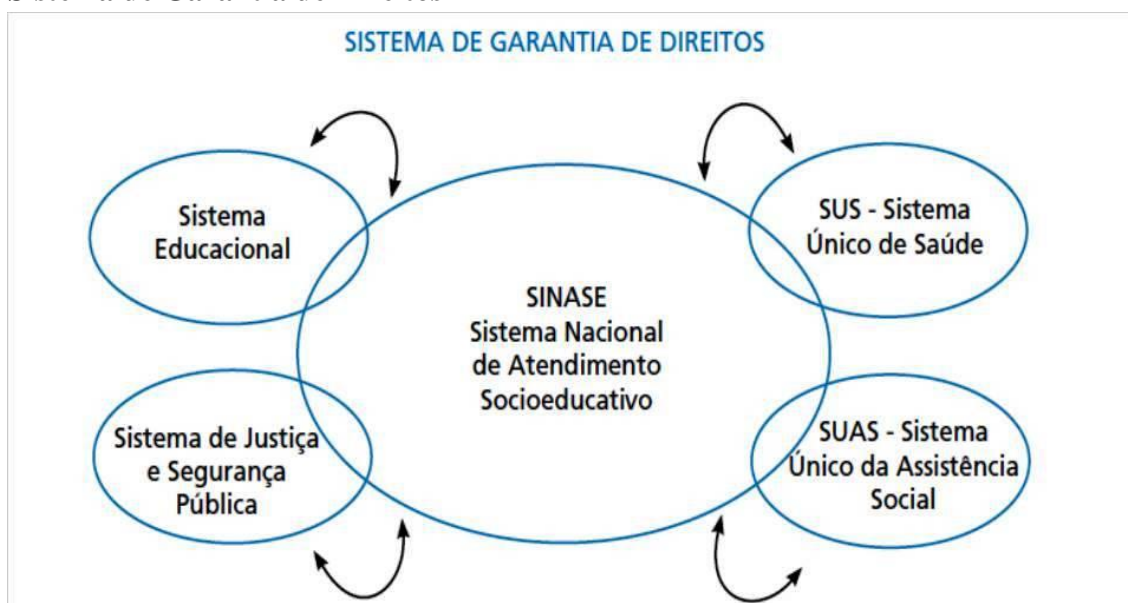 SISTEMA DE GARANTIA DE DIREITOS
Sistema
Educacional
SUS - Sistema
Único de Saúde
SINASE
Sistema Nacional
de Atendimento
Socioeducativo
Sistema de Justiça
e Segurança
Pública
SUAS - Sistema
Único da Assistência
Social